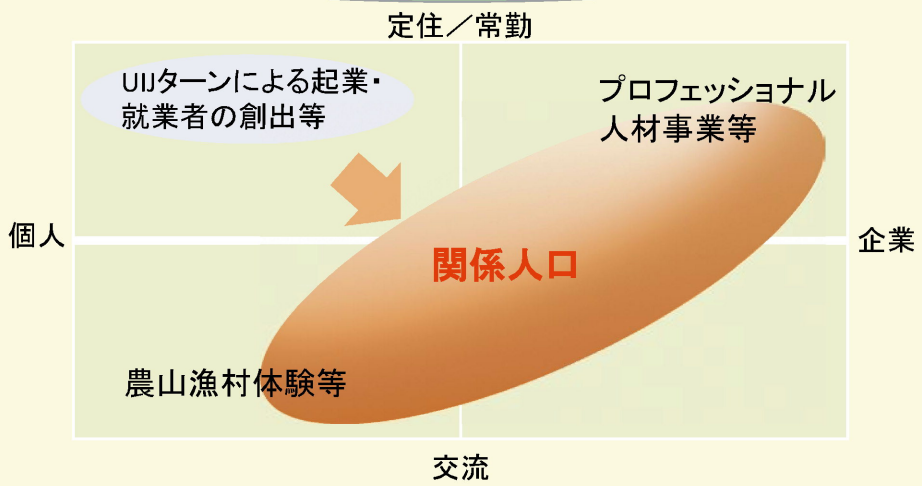 定住／常勤
UIJターンによる起業・
就業者の創出等
プロフェッショナル
人材事業等
個人
企業
関係人口
農山漁村体験等
交流